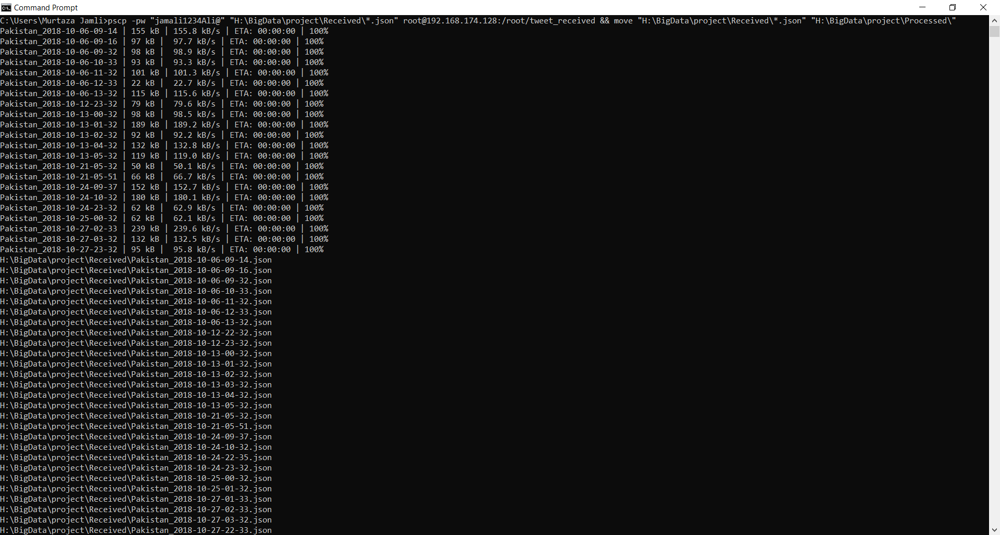 Command Prompt
C:\Users\Murtaza Jamli>pscp -pw "jamali1234Ali@" "H:\BigData\project\Received\*.json" root@192.168.174.128:/root/tweet_received && move "H:\BigData\project\Received\*.json" "H:\BigData\project\Processed\"
Pakistan_2018-10-06-09-14 | 155 kB | 155.8 kB/s | ETA: 00:00:00 | 100%
Pakistan_2018-10-06-09-16 | 97 kB |  97.7 kB/s | ETA: 00:00:00 | 100%
Pakistan_2018-10-06-09-32 | 98 kB |  98.9 kB/s | ETA: 00:00:00 | 100%
Pakistan_2018-10-06-10-33 | 93 kB |  93.3 kB/s | ETA: 00:00:00 | 100%
Pakistan_2018-10-06-11-32 | 101 kB | 101.3 kB/s | ETA: 00:00:00 | 100%
Pakistan_2018-10-06-12-33 | 22 kB |  22.7 kB/s | ETA: 00:00:00 | 100%
Pakistan_2018-10-06-13-32 | 115 kB | 115.6 kB/s | ETA: 00:00:00 | 100%
Pakistan_2018-10-12-23-32 | 79 kB |  79.6 kB/s | ETA: 00:00:00 | 100%
Pakistan_2018-10-13-00-32 | 98 kB |  98.5 kB/s | ETA: 00:00:00 | 100%
Pakistan_2018-10-13-01-32 | 189 kB | 189.2 kB/s | ETA: 00:00:00 | 100%
Pakistan_2018-10-13-02-32 | 92 kB |  92.2 kB/s | ETA: 00:00:00 | 100%
Pakistan_2018-10-13-04-32 | 132 kB | 132.8 kB/s | ETA: 00:00:00 | 100%
Pakistan_2018-10-13-05-32 | 119 kB | 119.0 kB/s | ETA: 00:00:00 | 100%
Pakistan_2018-10-21-05-32 | 50 kB |  50.1 kB/s | ETA: 00:00:00 | 100%
Pakistan_2018-10-21-05-51 | 66 kB |  66.7 kB/s | ETA: 00:00:00 | 100%
Pakistan_2018-10-24-09-37 | 152 kB | 152.7 kB/s | ETA: 00:00:00 | 100%
Pakistan_2018-10-24-10-32 | 180 kB | 180.1 kB/s | ETA: 00:00:00 | 100%
Pakistan_2018-10-24-23-32 | 62 kB |  62.9 kB/s | ETA: 00:00:00 | 100%
Pakistan_2018-10-25-00-32 | 62 kB |  62.1 kB/s | ETA: 00:00:00 | 100%
Pakistan_2018-10-27-02-33 | 239 kB | 239.6 kB/s | ETA: 00:00:00 | 100%
Pakistan_2018-10-27-03-32 | 132 kB | 132.5 kB/s | ETA: 00:00:00 | 100%
Pakistan_2018-10-27-23-32 | 95 kB |  95.8 kB/s | ETA: 00:00:00 | 100%
H:\BigData\project\Received\Pakistan_2018-10-06-09-14.json
H:\BigData\project\Received\Pakistan_2018-10-06-09-16.json
H:\BigData\project\Received\Pakistan_2018-10-06-09-32.json
H:\BigData\project\Received\Pakistan_2018-10-06-10-33.json
H:\BigData\project\Received\Pakistan_2018-10-06-11-32.json
H:\BigData\project\Received\Pakistan_2018-10-06-12-33.json
H:\BigData\project\Received\Pakistan_2018-10-06-13-32.json
H:\BigData\project\Received\Pakistan_2018-10-12-22-32.json
H:\BigData\project\Received\Pakistan_2018-10-12-23-32.json
H:\BigData\project\Received\Pakistan_2018-10-13-00-32.json
H:\BigData\project\Received\Pakistan_2018-10-13-01-32.json
H:\BigData\project\Received\Pakistan_2018-10-13-02-32.json
H:\BigData\project\Received\Pakistan_2018-10-13-03-32.json
H:\BigData\project\Received\Pakistan_2018-10-13-04-32.json
H:\BigData\project\Received\Pakistan_2018-10-13-05-32.json
H:\BigData\project\Received\Pakistan_2018-10-21-05-32.json
H:\BigData\project\Received\Pakistan_2018-10-21-05-51.json
H:\BigData\project\Received\Pakistan_2018-10-24-09-37.json
H:\BigData\project\Received\Pakistan_2018-10-24-10-32.json
H:\BigData\project\Received\Pakistan_2018-10-24-22-35.json
H:\BigData\project\Received\Pakistan_2018-10-24-23-32.json
H:\BigData\project\Received\Pakistan_2018-10-25-00-32.json
H:\BigData\project\Received\Pakistan_2018-10-25-01-32.json
H:\BigData\project\Received\Pakistan_2018-10-27-01-33.json
H:\BigData\project\Received\Pakistan_2018-10-27-02-33.json
H:\BigData\project\Received\Pakistan_2018-10-27-03-32.json
H:\BigData\project\Received\Pakistan_2018-10-27-22-33.json